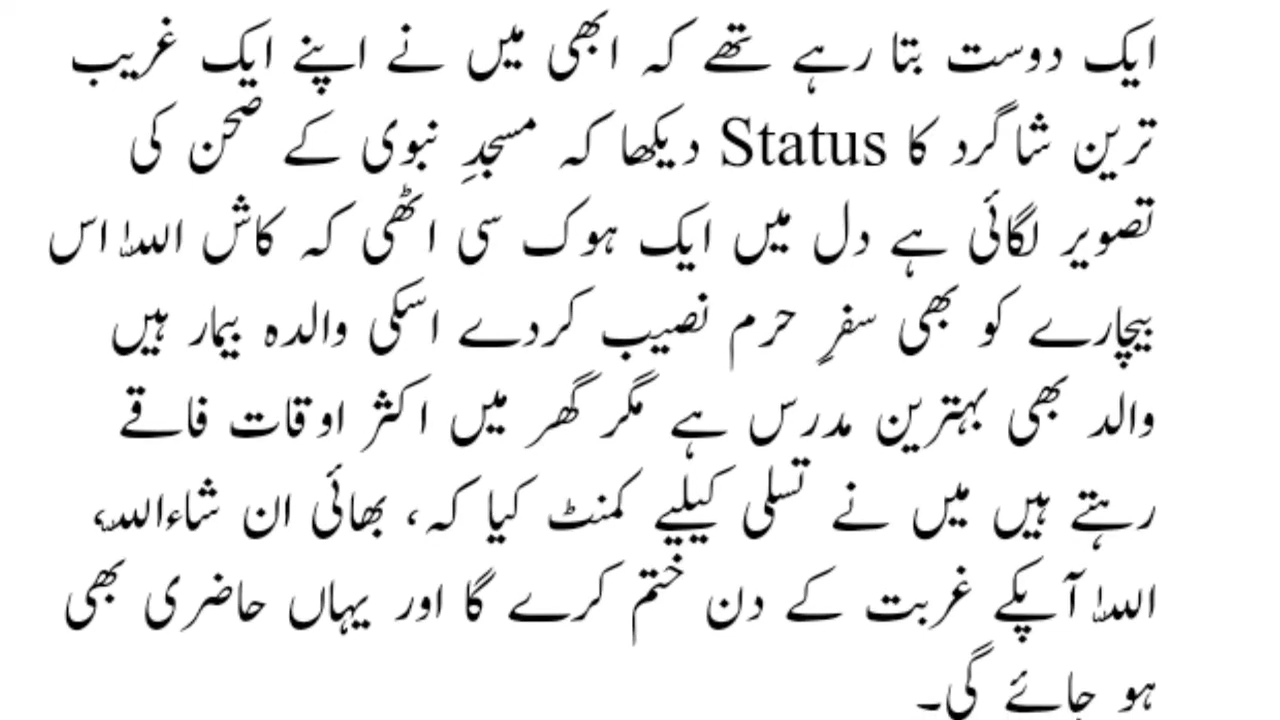 ایک دوست بتا رہے تھے کہ ابھی میں نے اپنے ایک غریب
ترین شاگرد کا Status دیکھا کہ مسجدِ نبوی کے صحن کی
تصویر لگائی ہے دل میں ایک ہوک سی اٹھی کہ کاش اللہ اس
بیچارے کو بھی سفرِ حرم نصیب کردے اسکی والدہ بیمار ہیں
والد بھی بہترین مدرس ہے مگر گھر میں اکثر اوقات فاقے
رہتے ہیں میں نے تسلی کیلیے کمنٹ کیا کہ، بھائی ان شاءاللہ،
اللہ آپکے غربت کے دن ختم کرے گا اور یہاں حاضری بھی
ہو جائے گی۔